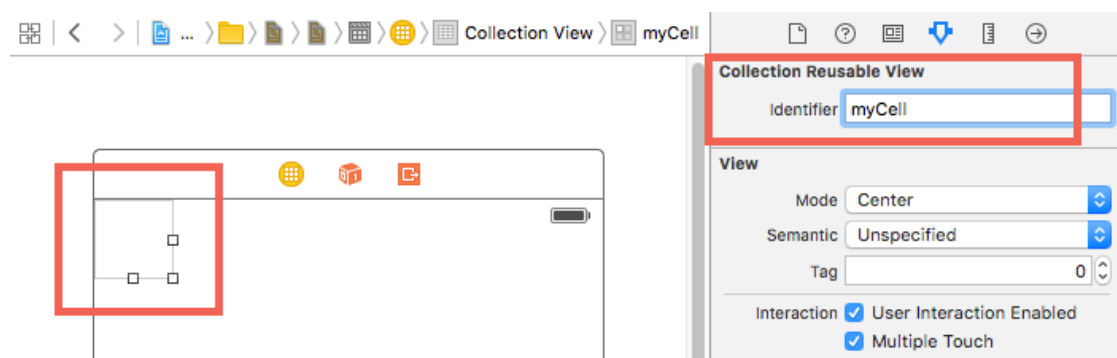 ... Collection View myCell
Collection Reusable View
Identifier myCell
View
Mode Center
Semantic Unspecified
Tag 0
Interaction User Interaction Enabled
Multiple Touch